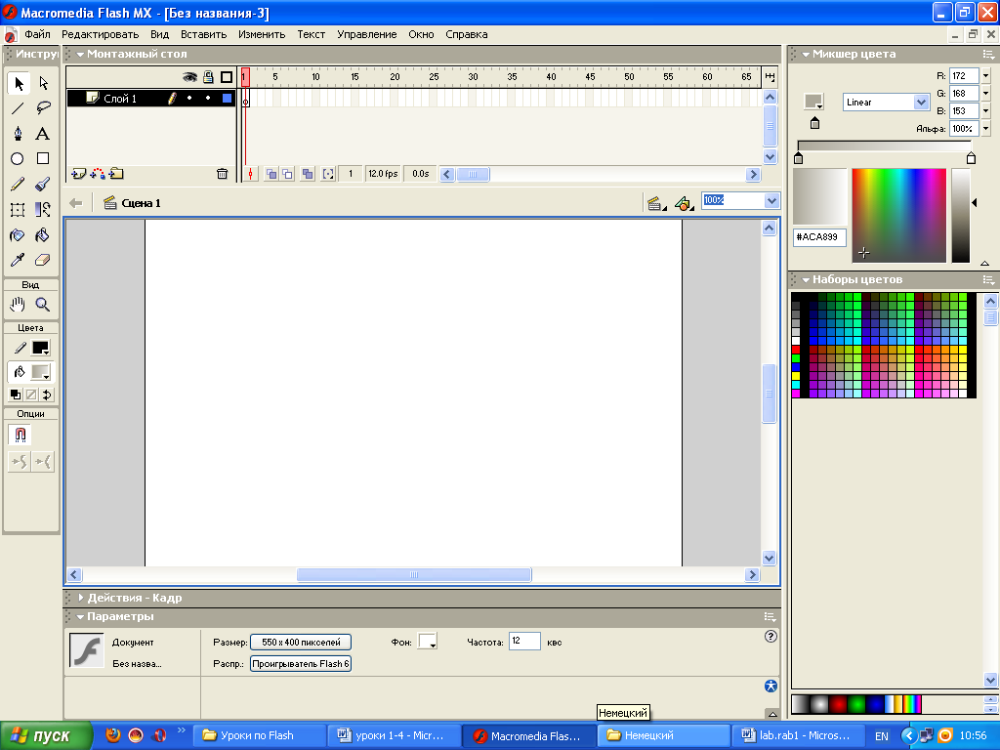 Macromedia Flash MX - [Без названия-3]
Файл Редактировать Вид Вставить Изменить Текст Управление Окно Справка
Инстру
Монтажный стол
1 5 10 15 20 25 30 35 40 45 50 55 60 65
Слой 1
1 12.0 fps 0.0s
Сцена 1
100%
Вид
Цвета
Опции
Микшер цвета
R: 172
Linear
G: 168
B: 153
Альфа: 100%
#ACA899
Наборы цветов
Действия - Кадр
Параметры
Документ
Размер: 550 x 400 пикселей
Фон:
Частота: 12 квс
Без назва...
Распр.: Проигрыватель Flash 6
Немецкий
пуск
Уроки по Flash
уроки 1-4 - Micr...
Macromedia Flas...
Немецкий
lab.rab1 - Micros...
EN
10:56